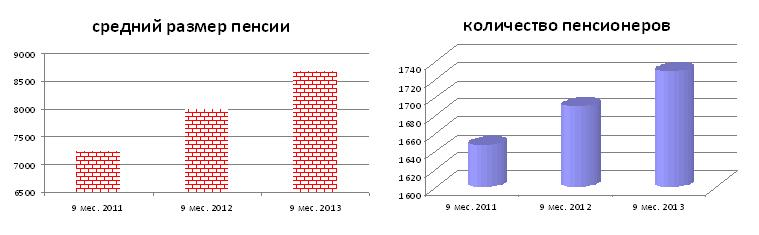 средний размер пенсии
9000
8500
8000
7500
7000
6500
9 мес. 2011
9 мес. 2012
9 мес. 2013
количество пенсионеров
1740
1720
1700
1680
1660
1640
1620
1600
9 мес. 2011
9 мес. 2012
9 мес. 2013